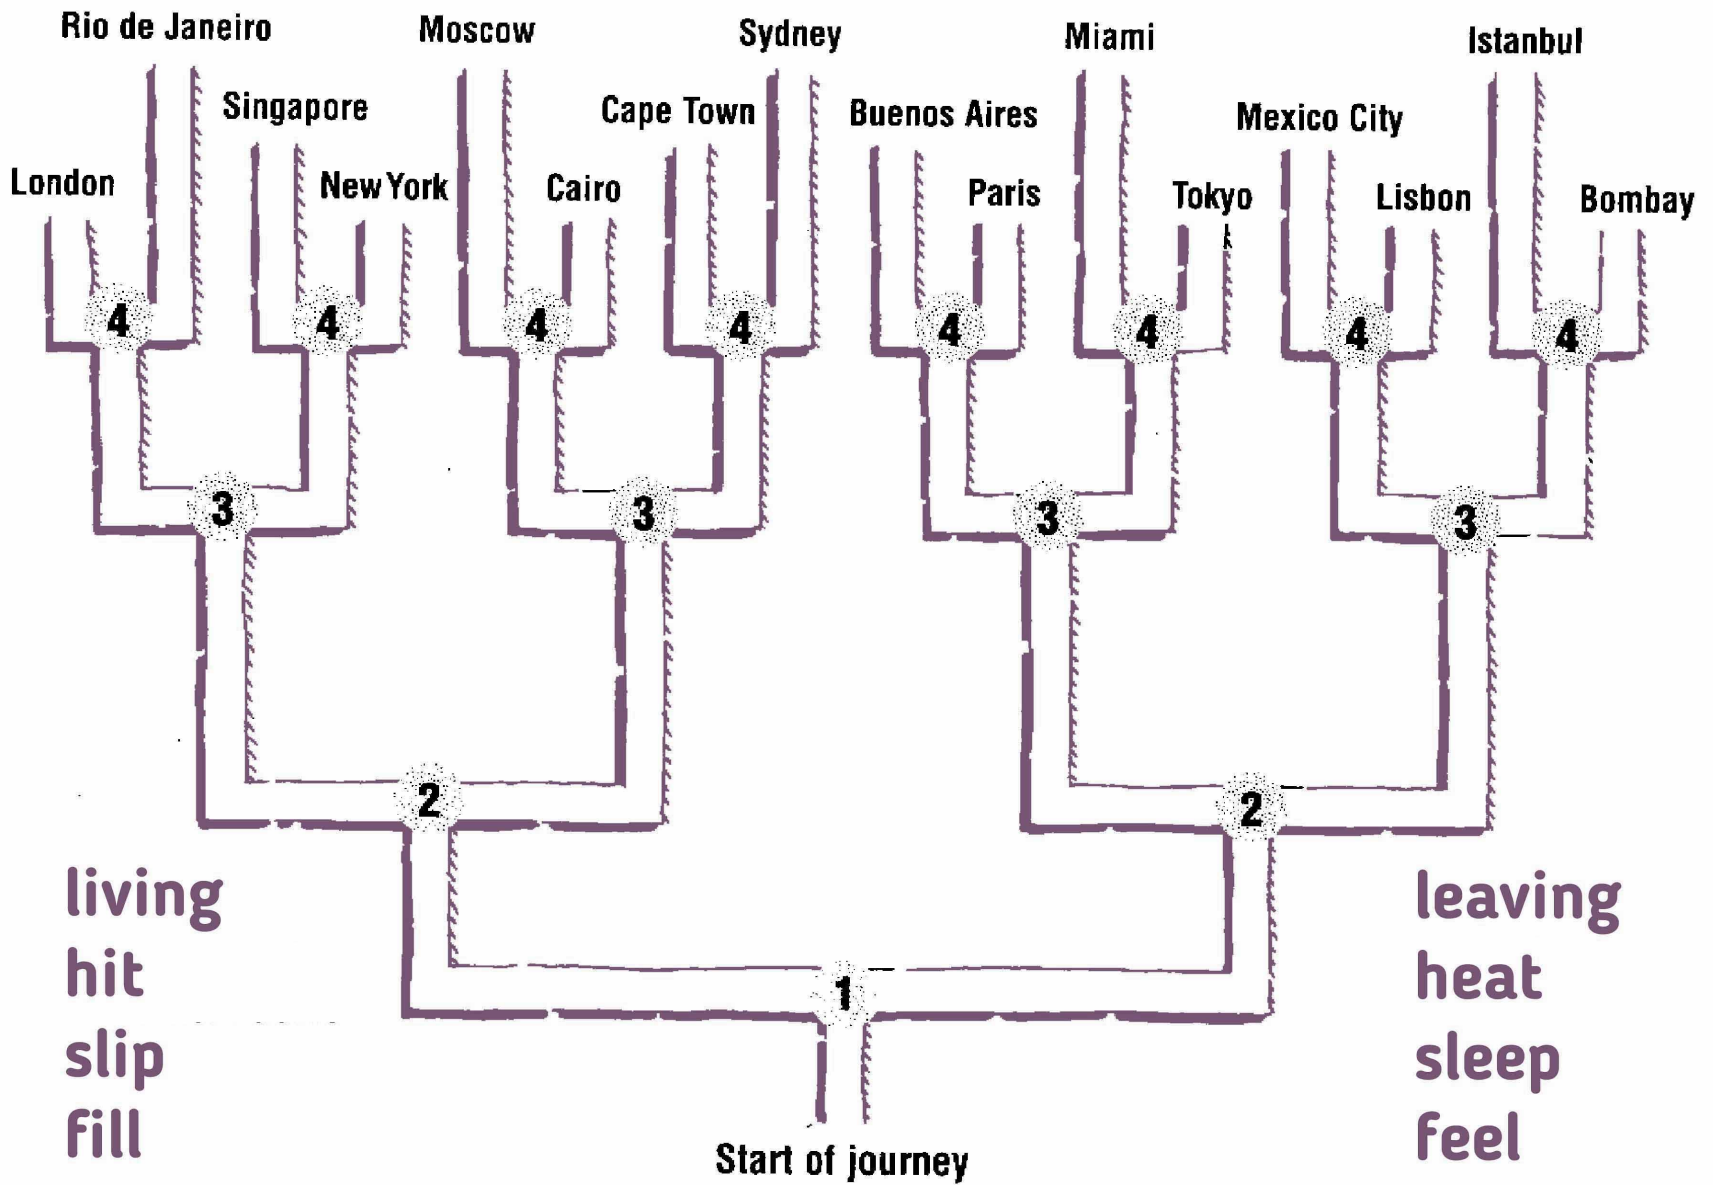 Rio de Janeiro
Moscow
Sydney
Miami
Istanbul
Singapore
Cape Town
Buenos Aires
Mexico City
London
New York
Cairo
Paris
Tokyo
Lisbon
Bombay
4
4
4
4
4
4
4
4
3
3
3
3
2
2
1
living
hit
slip
fill
leaving
heat
sleep
feel
Start of journey